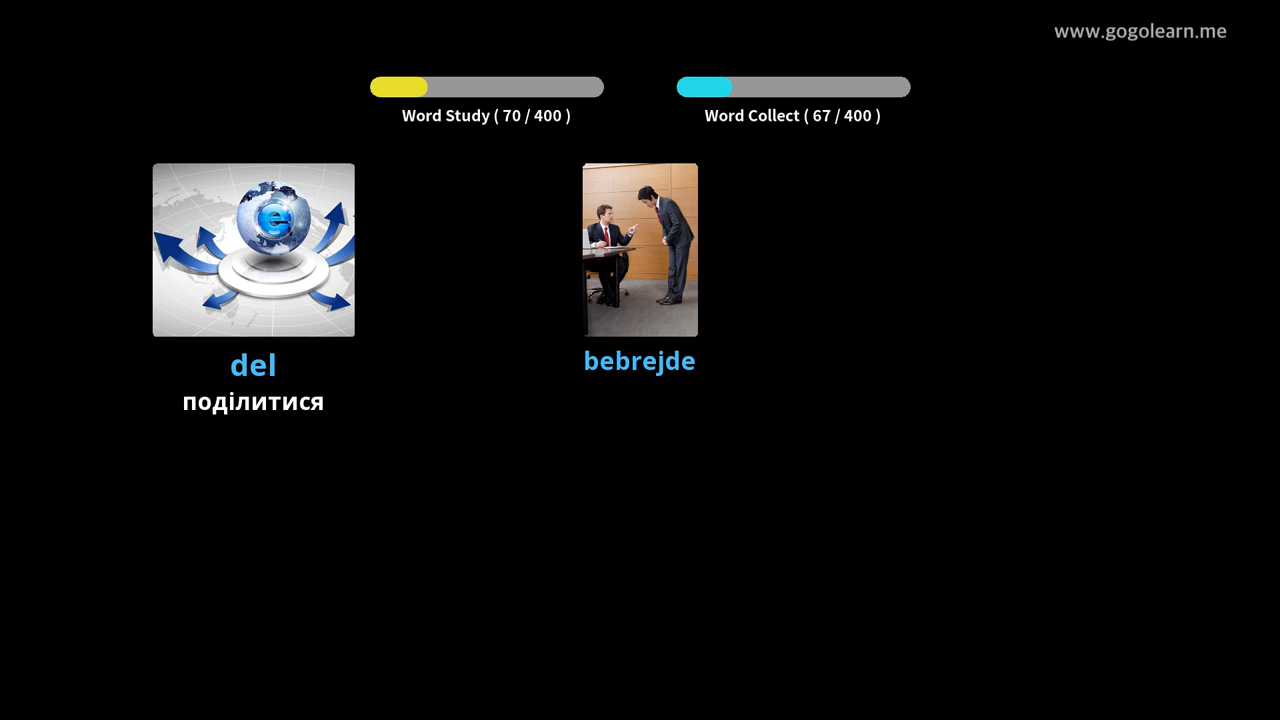 www.gogolearn.me
Word Study ( 70 / 400 )
Word Collect ( 67 / 400 )
e
del
поділитися
bebrejde